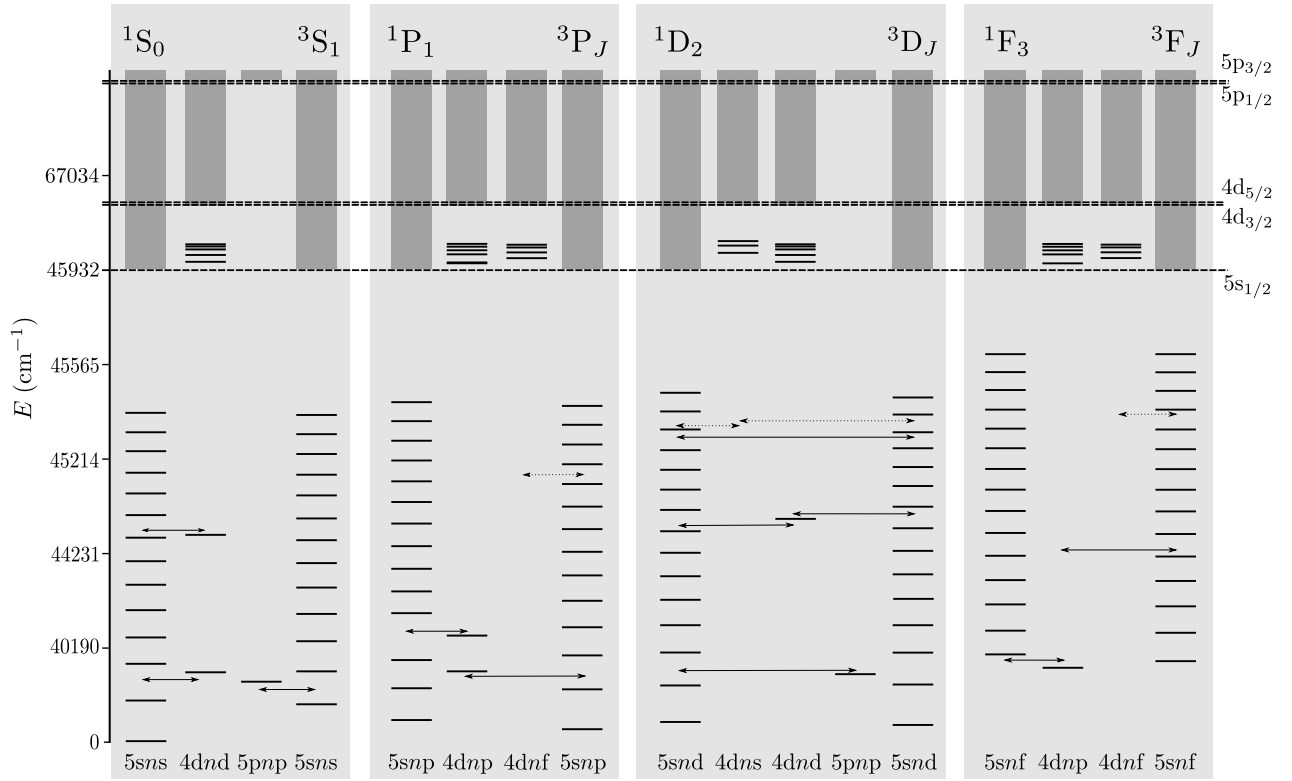 ¹S₀ ³S₁ ¹P₁ ³P_J ¹D₂ ³D_J ¹F₃ ³F_J
5p₃/₂
5p₁/₂
67034
4d₅/₂
4d₃/₂
45932
5s₁/₂
45565
E (cm⁻¹)
45214
44231
40190
0
5sns 4dnd 5pnp 5sns 5snp 4dnp 4dnf 5snp 5snd 4dns 4dnd 5pnp 5snd 5snf 4dnp 4dnf 5snf